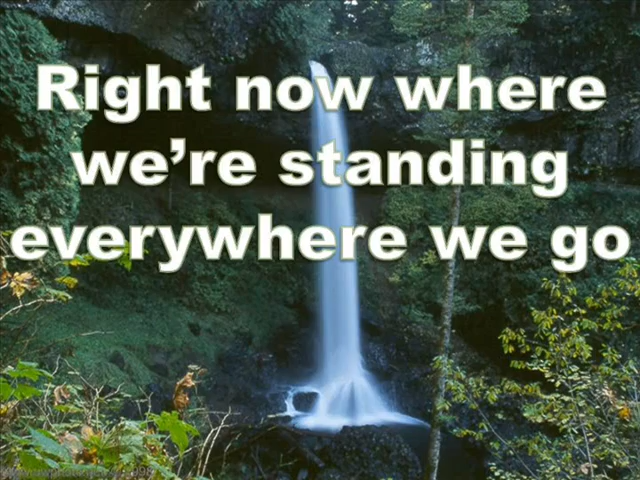 Right now where
we’re standing
everywhere we go